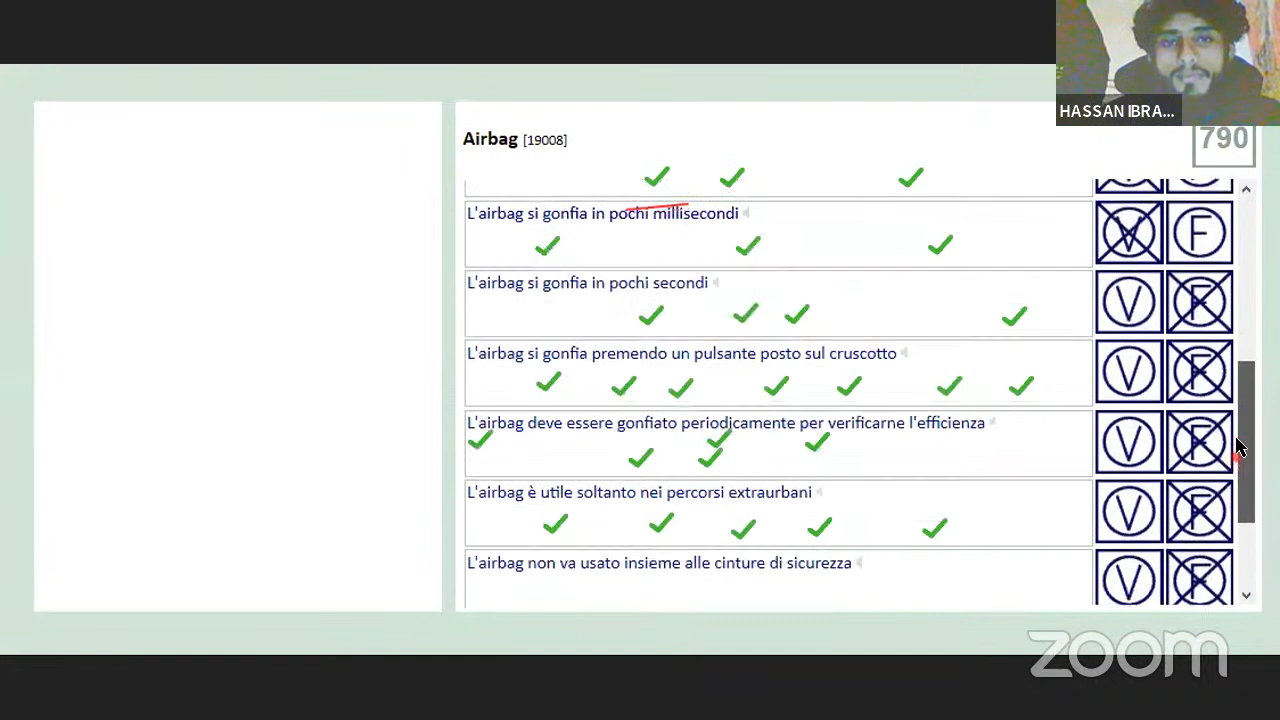 HASSAN IBRA...
Airbag [19008]
790
L'airbag si gonfia in pochi millisecondi
V F
L'airbag si gonfia in pochi secondi
V F
L'airbag si gonfia premendo un pulsante posto sul cruscotto
V F
L'airbag deve essere gonfiato periodicamente per verificarne l'efficienza
V F
L'airbag è utile soltanto nei percorsi extraurbani
V F
L'airbag non va usato insieme alle cinture di sicurezza
V F
zoom